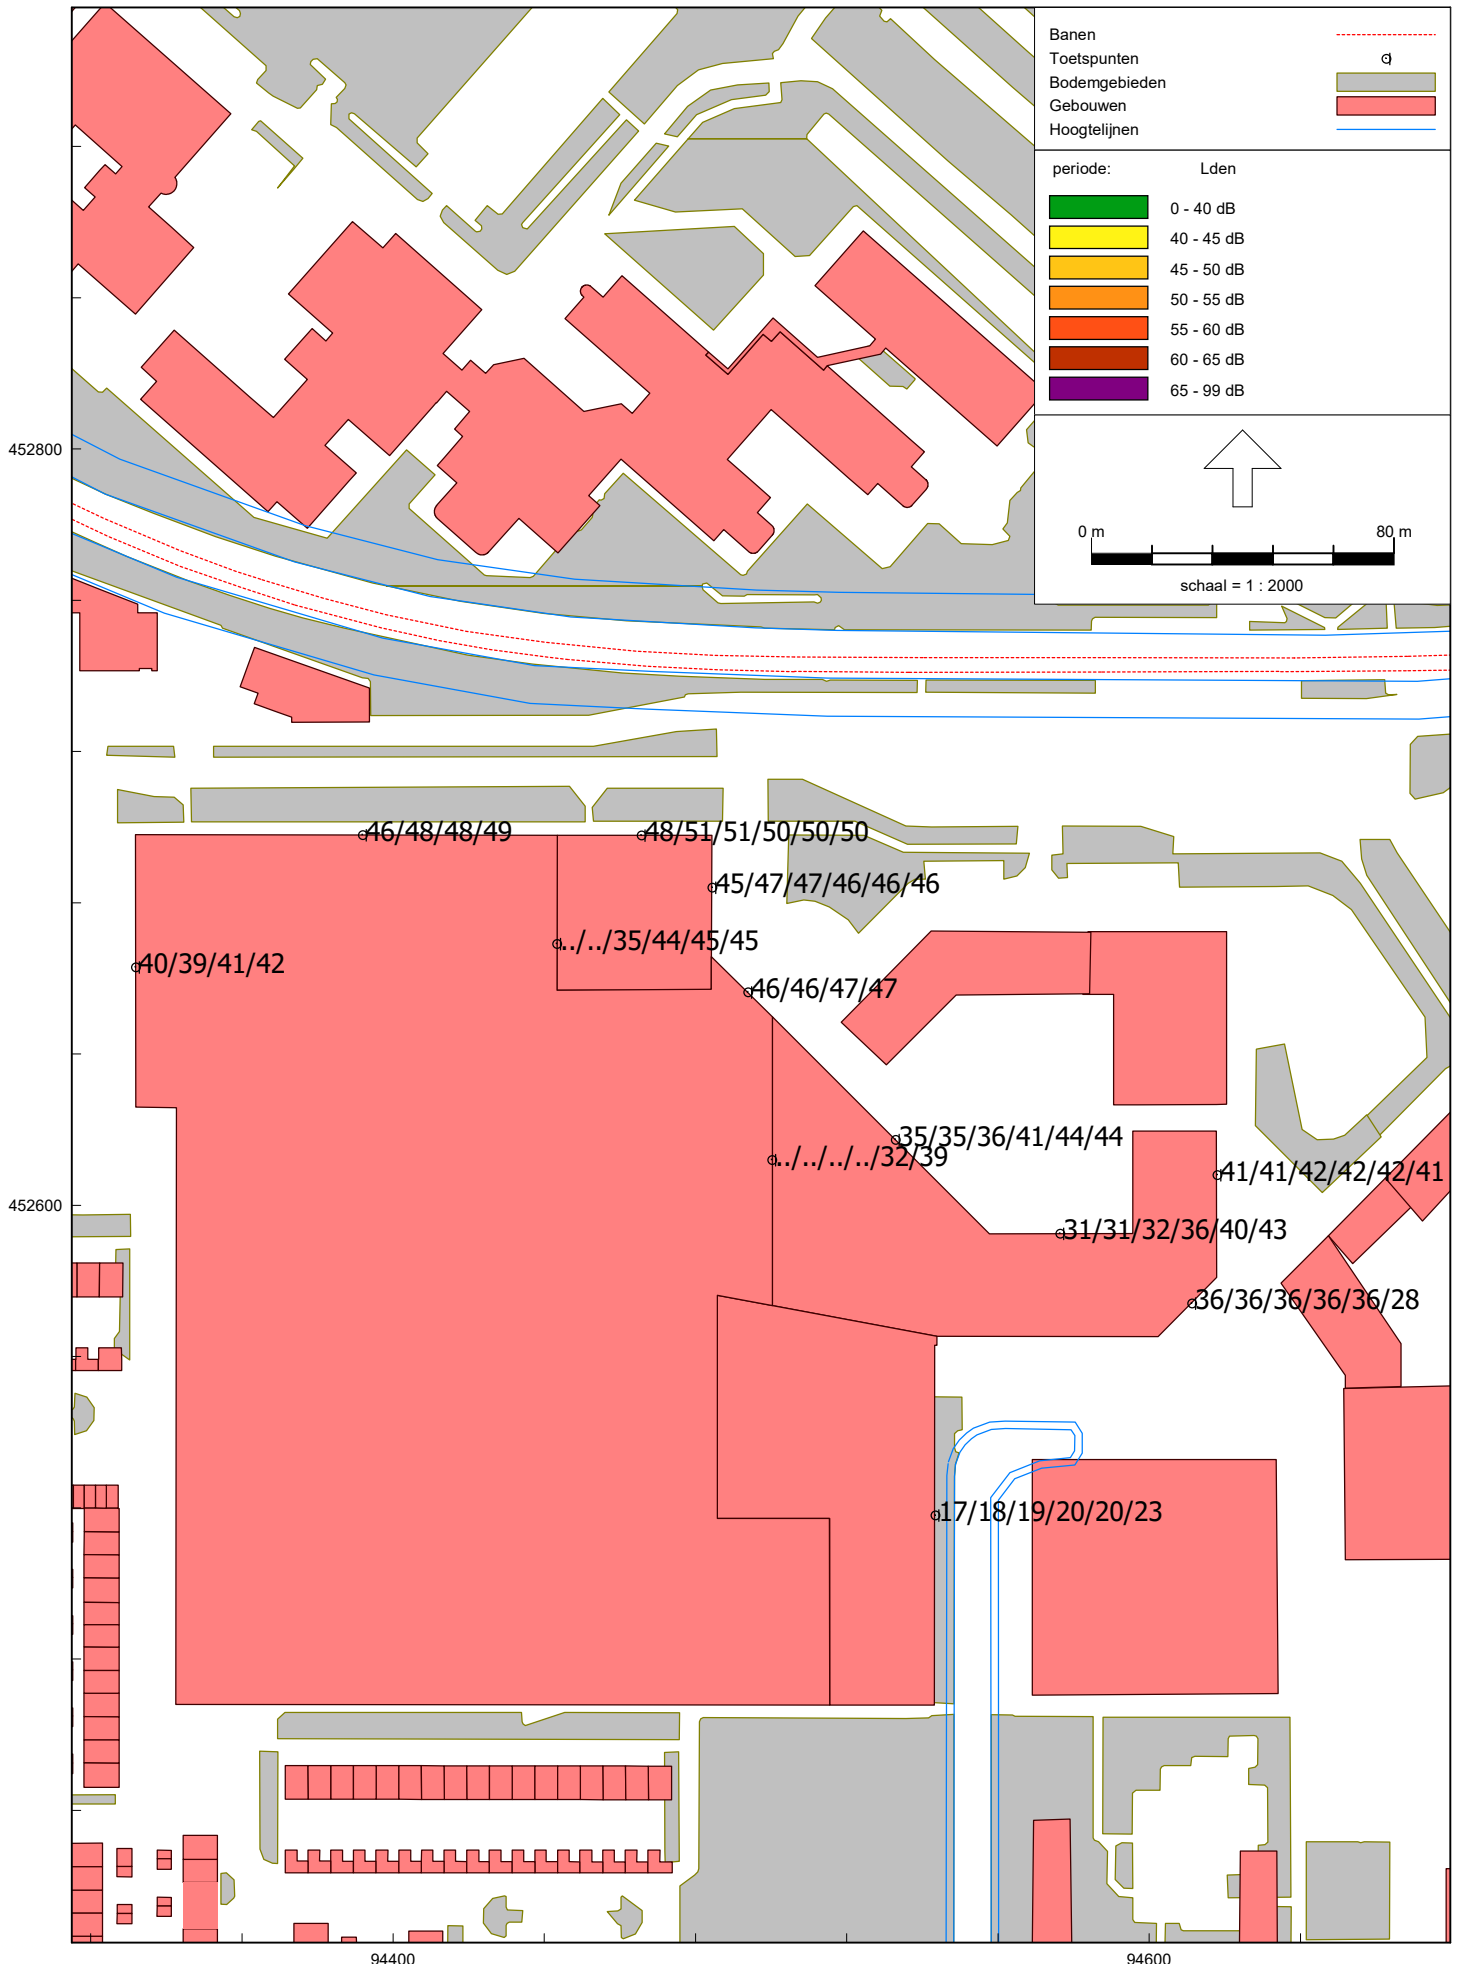 Banen
Toetspunten
Bodemgebieden
Gebouwen
Hoogtelijnen
periode: Lden
0 - 40 dB
40 - 45 dB
45 - 50 dB
50 - 55 dB
55 - 60 dB
60 - 65 dB
65 - 99 dB
452800
0 m 80 m
schaal = 1 : 2000
46/48/48/49
48/51/51/50/50/50
45/47/47/46/46/46
../../35/44/45/45
40/39/41/42
46/46/47/47
35/35/36/41/44/44
../../../../32/39
41/41/42/42/42/41
452600
31/31/32/36/40/43
36/36/36/36/36/28
17/18/19/20/20/23
94400 94600